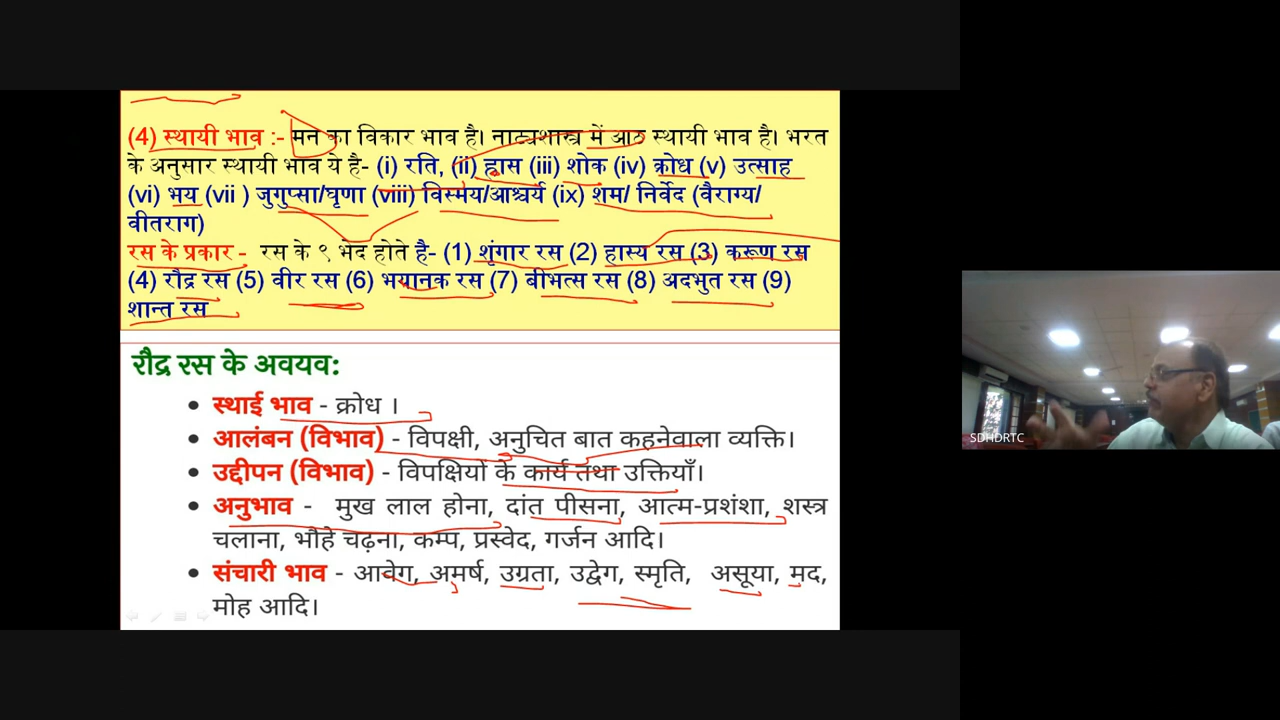 (4) स्थायी भाव :- मन का विकार भाव है। नाट्यशास्त्र में आठ स्थायी भाव है। भरत
के अनुसार स्थायी भाव ये है- (i) रति, (ii) ह्रास (iii) शोक (iv) क्रोध (v) उत्साह
(vi) भय (vii ) जुगुप्सा/घृणा (viii) विस्मय/आश्चर्य (ix) शम/ निर्वेद (वैराग्य/
वीतराग)
रस के प्रकार - रस के ९ भेद होते है- (1) शृंगार रस (2) हास्य रस (3) करूण रस
(4) रौद्र रस (5) वीर रस (6) भयानक रस (7) बीभत्स रस (8) अदभुत रस (9)
शान्त रस
रौद्र रस के अवयव:
• स्थाई भाव - क्रोध ।
• आलंबन (विभाव) - विपक्षी, अनुचित बात कहनेवाला व्यक्ति।
• उद्दीपन (विभाव) - विपक्षियों के कार्य तथा उक्तियाँ।
• अनुभाव - मुख लाल होना, दांत पीसना, आत्म-प्रशंशा, शस्त्र
चलाना, भौहे चढ़ना, कम्प, प्रस्वेद, गर्जन आदि।
• संचारी भाव - आवेग, अमर्ष, उग्रता, उद्वेग, स्मृति, असूया, मद,
मोह आदि।
SDHDRTC